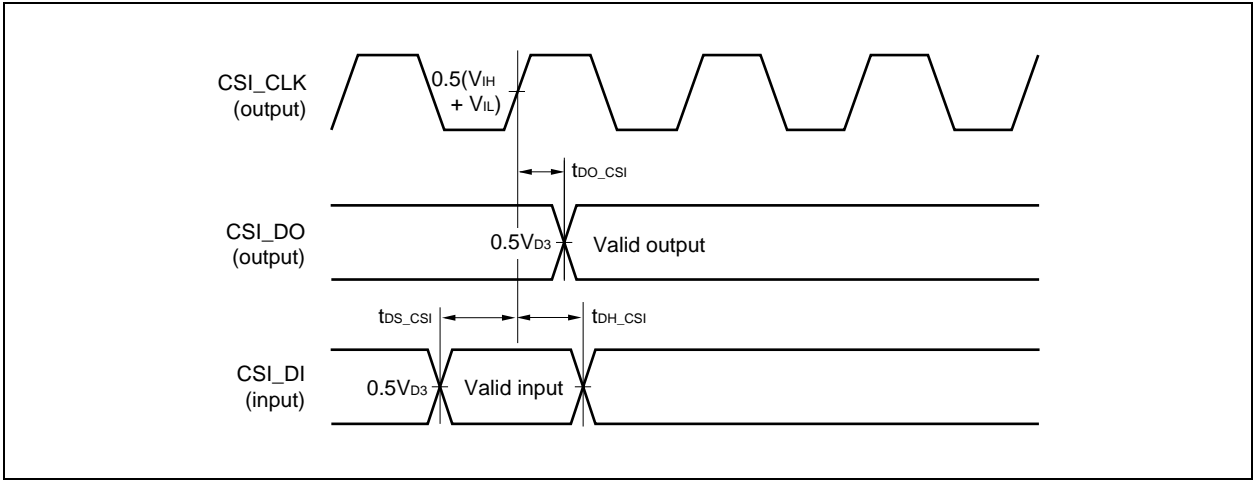 CSI_CLK
(output)
0.5(VIH
+ VIL)
tDO_CSI
CSI_DO
(output)
0.5VD3
Valid output
tDS_CSI
tDH_CSI
CSI_DI
(input)
0.5VD3
Valid input